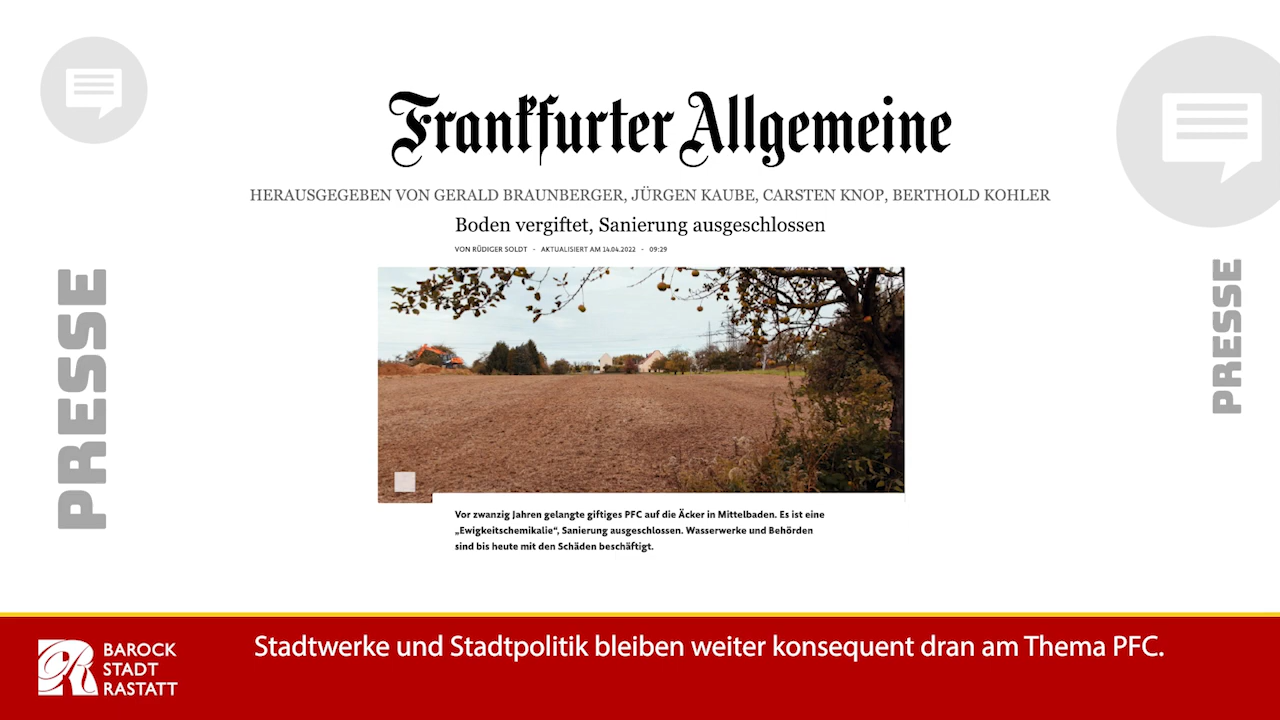 Frankfurter Allgemeine
HERAUSGEGEBEN VON GERALD BRAUNBERGER, JÜRGEN KAUBE, CARSTEN KNOP, BERTHOLD KOHLER
Boden vergiftet, Sanierung ausgeschlossen
VON RÜDIGER SOLDT - AKTUALISIERT AM 14.04.2022 - 09:29
PRESSE
PRESSE
Vor zwanzig Jahren gelangte giftiges PFC auf die Äcker in Mittelbaden. Es ist eine
„Ewigkeitschemikalie“, Sanierung ausgeschlossen. Wasserwerke und Behörden
sind bis heute mit den Schäden beschäftigt.
Stadtwerke und Stadtpolitik bleiben weiter konsequent dran am Thema PFC.
BAROCK
STADT
RASTATT